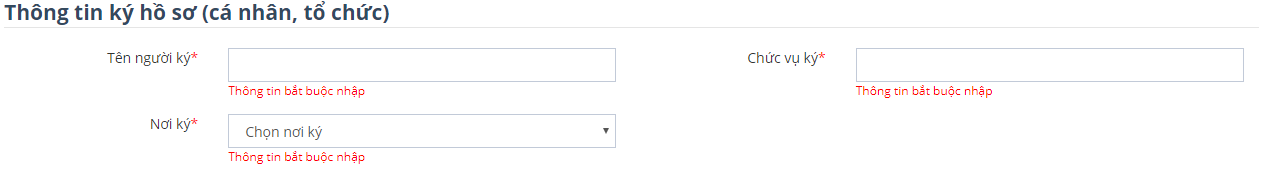 Thông tin ký hồ sơ (cá nhân, tổ chức)
Tên người ký* Chức vụ ký*
Thông tin bắt buộc nhập Thông tin bắt buộc nhập
Nơi ký* Chọn nơi ký
Thông tin bắt buộc nhập